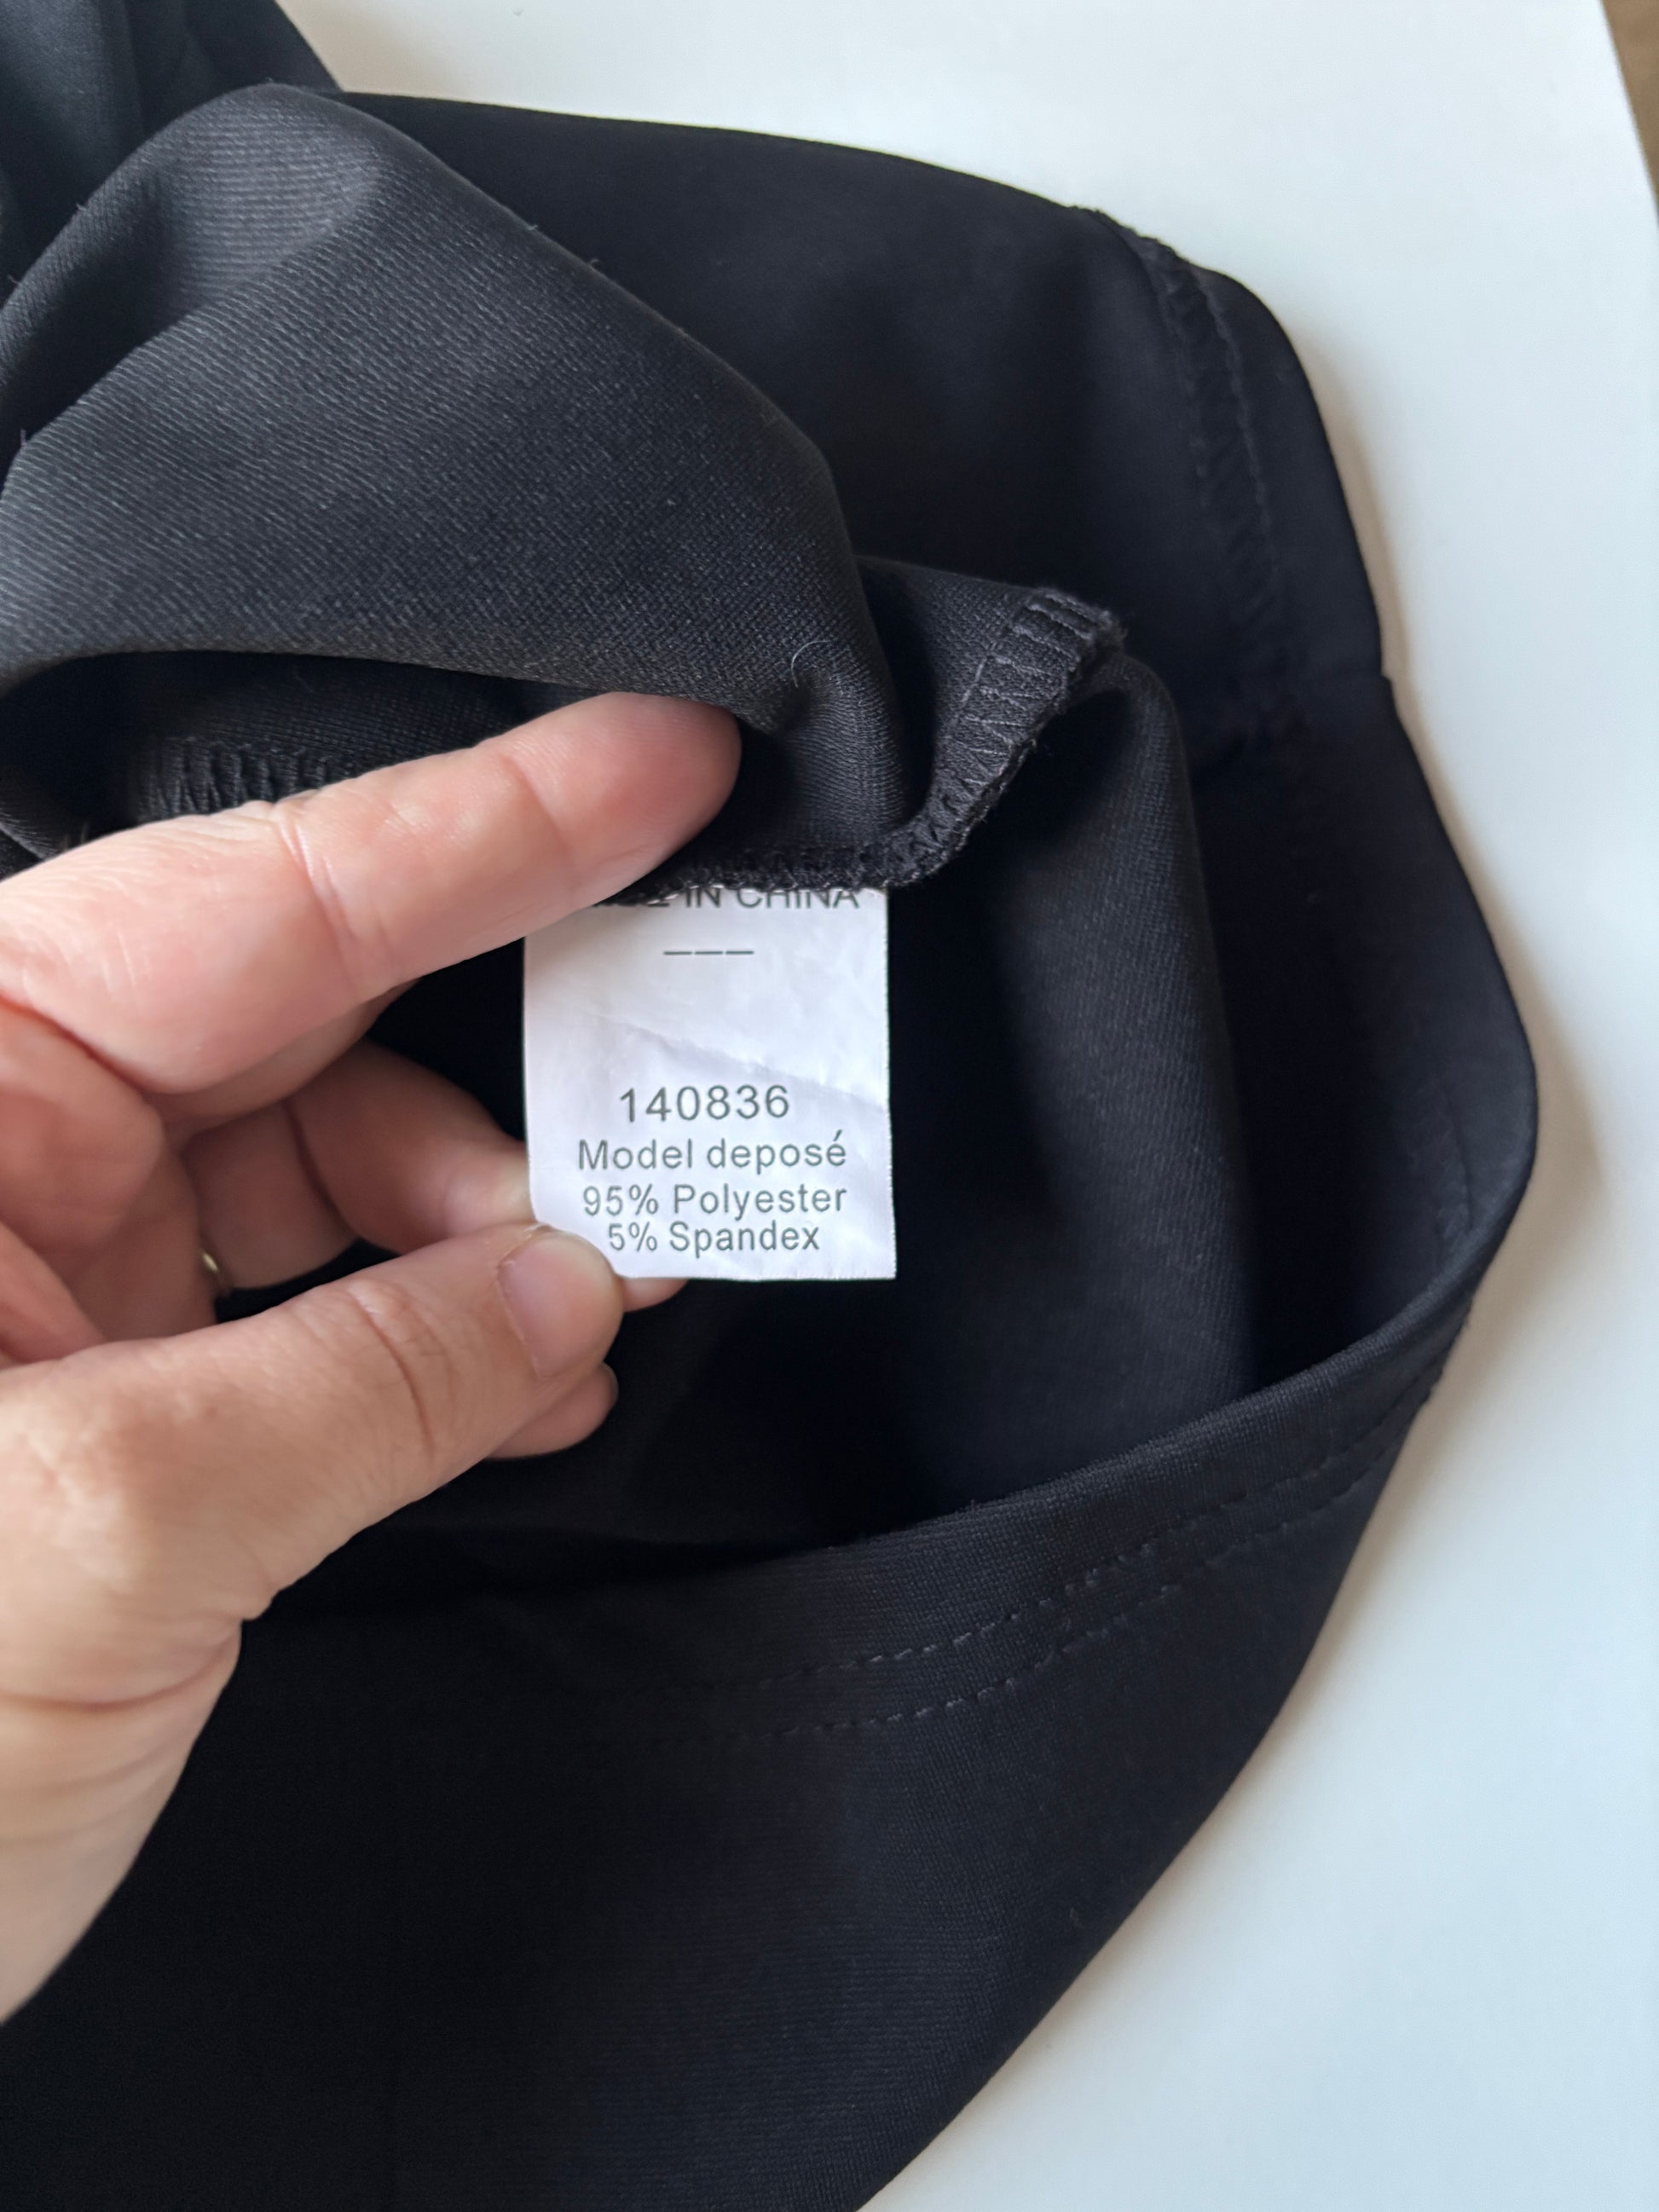 IN CHINA
———
140836
Model deposé
95% Polyester
5% Spandex